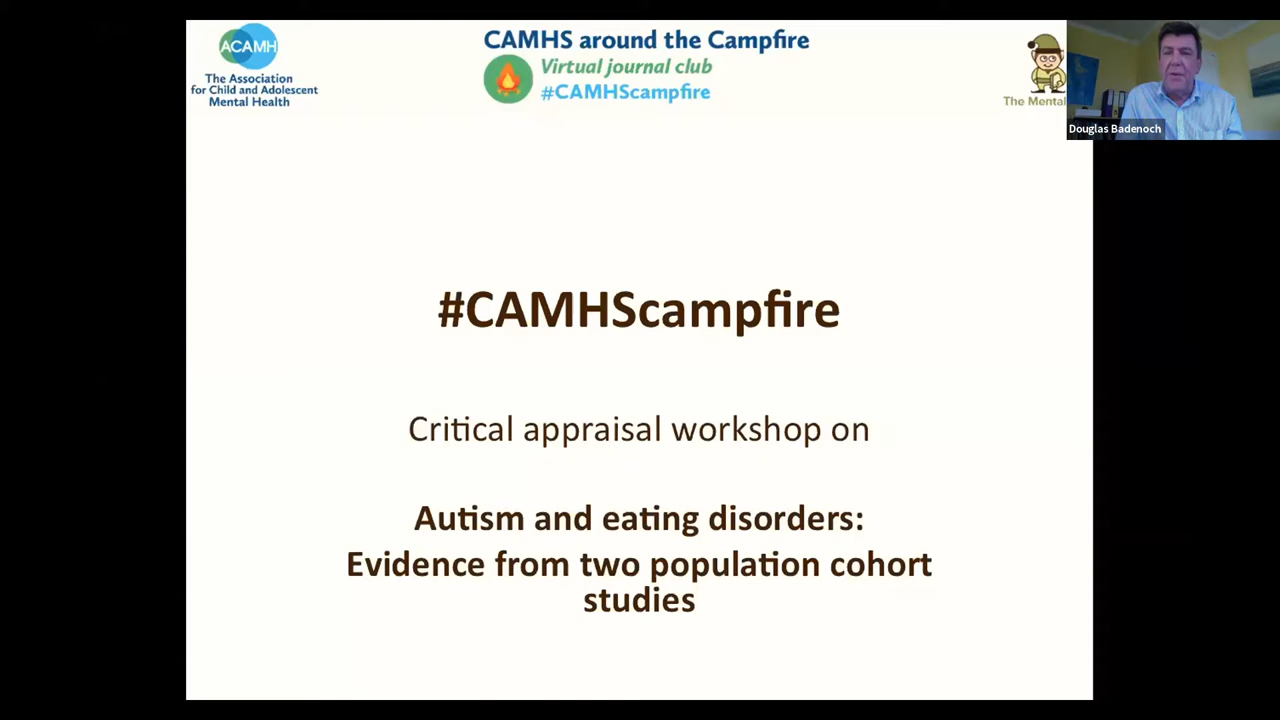 ACAMH
The Association
for Child and Adolescent
Mental Health
CAMHS around the Campfire
Virtual journal club
#CAMHScampfire
The Mental
Douglas Badenoch
#CAMHScampfire
Critical appraisal workshop on
Autism and eating disorders:
Evidence from two population cohort
studies